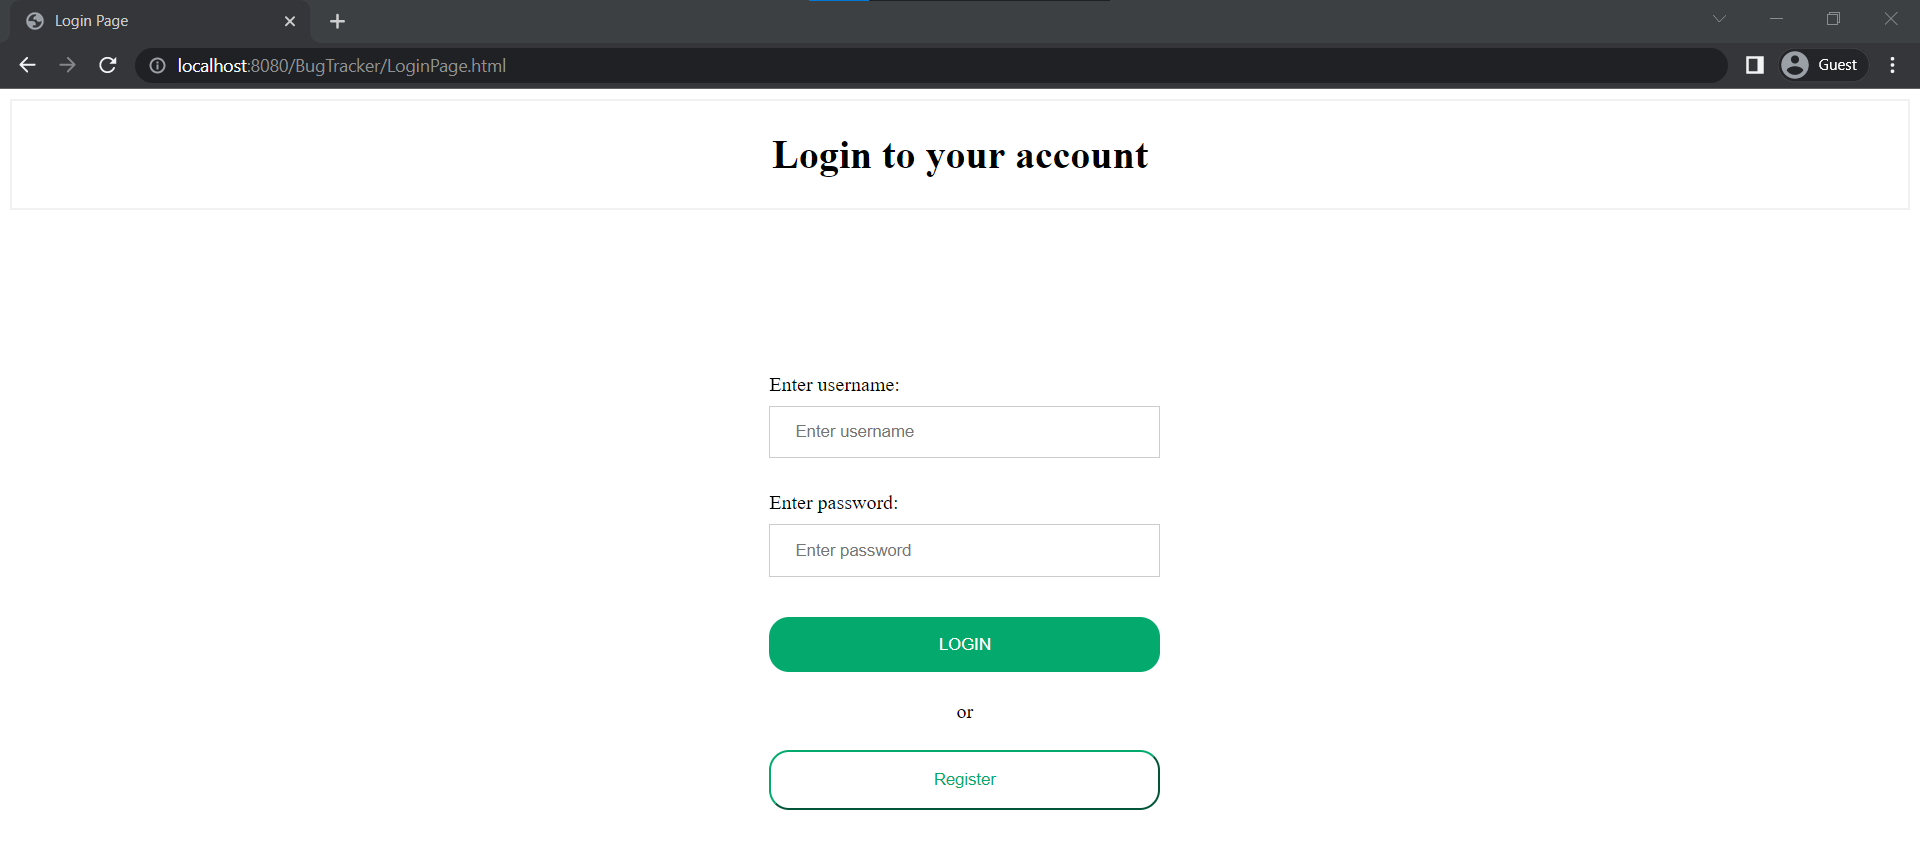 Login Page
localhost:8080/BugTracker/LoginPage.html
Guest
Login to your account
Enter username:
Enter username
Enter password:
Enter password
LOGIN
or
Register